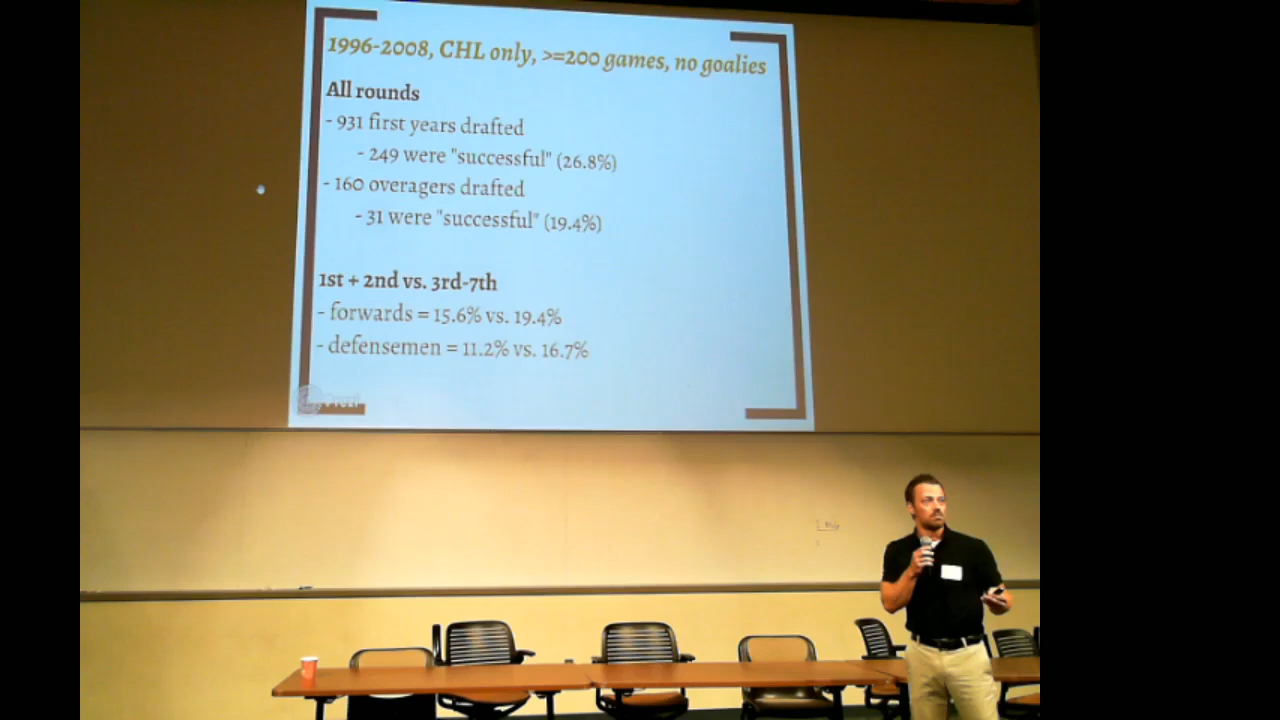 1996-2008, CHL only, >=200 games, no goalies
All rounds
- 931 first years drafted
- 249 were "successful" (26.8%)
- 160 overagers drafted
- 31 were "successful" (19.4%)
1st + 2nd vs. 3rd-7th
- forwards = 15.6% vs. 19.4%
- defensemen = 11.2% vs. 16.7%
Prezi